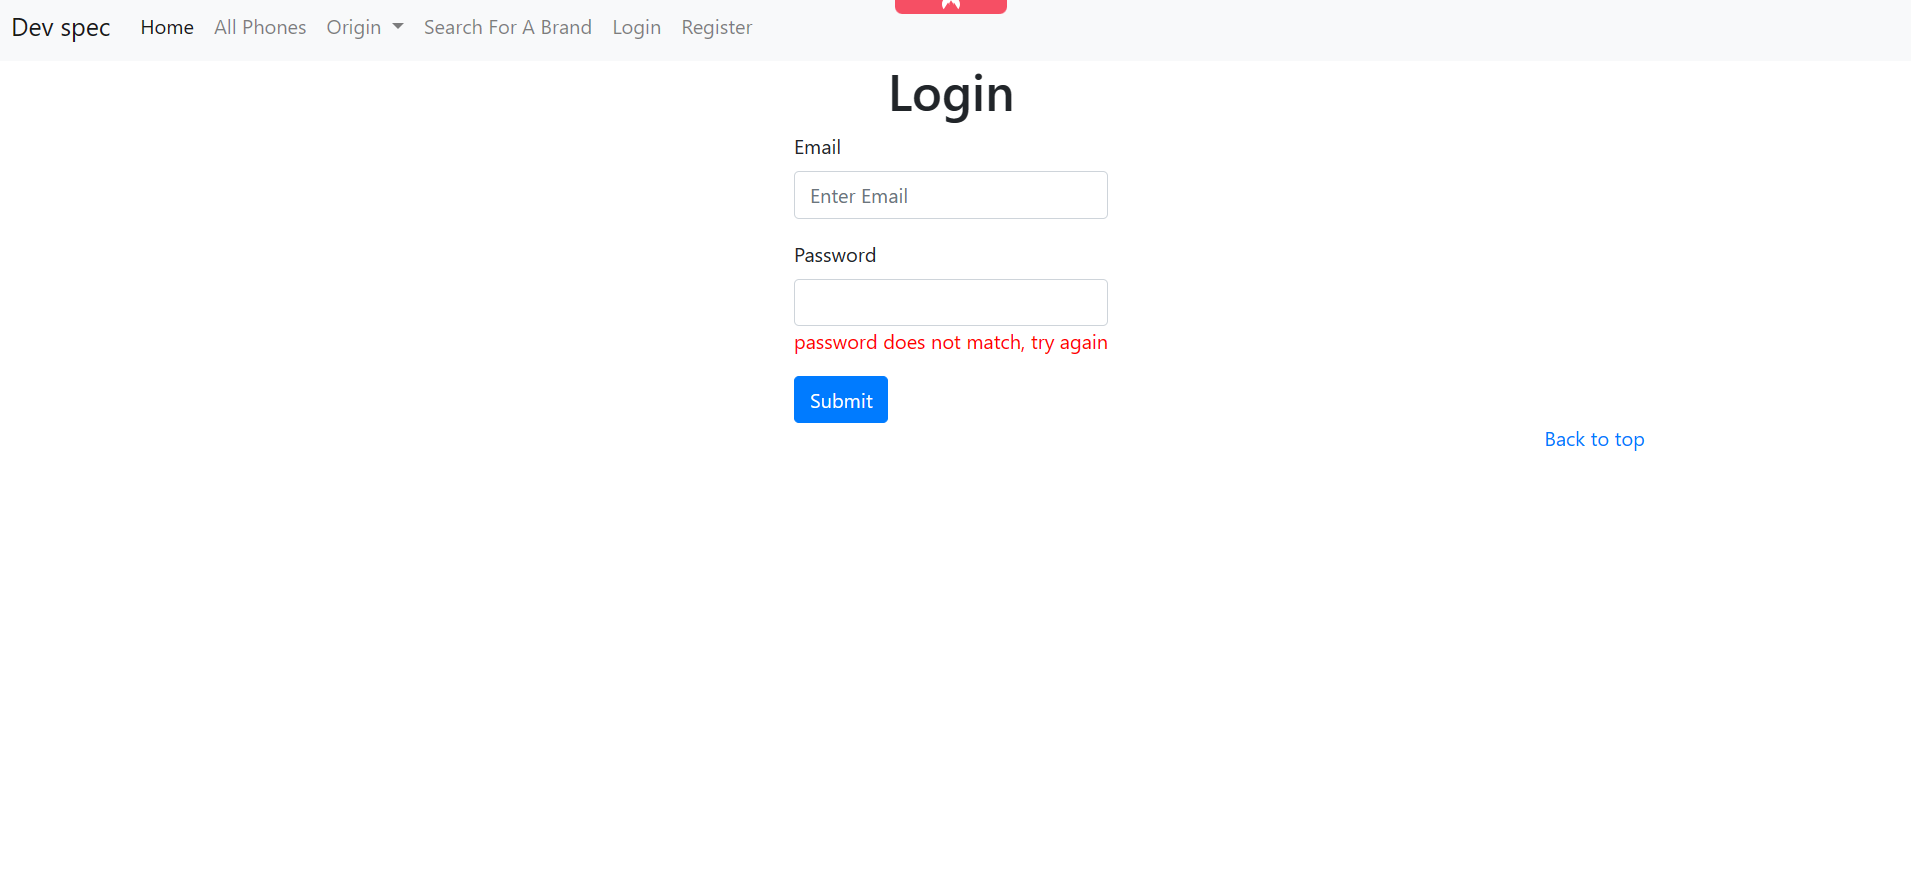 Dev spec Home All Phones Origin Search For A Brand Login Register
Login
Email
Enter Email
Password
password does not match, try again
Submit
Back to top